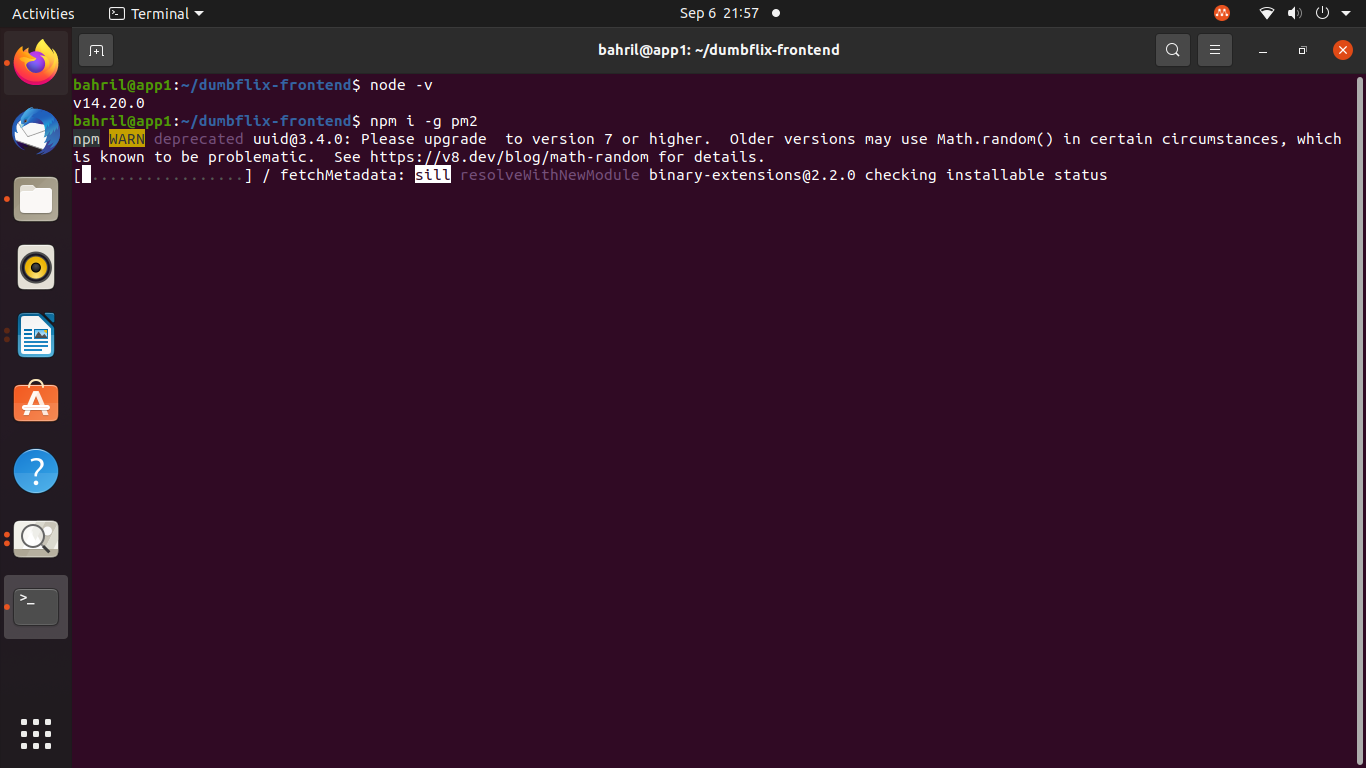 Activities
Terminal
Sep 6 21:57
bahril@app1: ~/dumbflix-frontend
bahril@app1:~/dumbflix-frontend$ node -v
v14.20.0
bahril@app1:~/dumbflix-frontend$ npm i -g pm2
npm WARN deprecated uuid@3.4.0: Please upgrade  to version 7 or higher.  Older versions may use Math.random() in certain circumstances, which
is known to be problematic.  See https://v8.dev/blog/math-random for details.
[ .................] / fetchMetadata: sill resolveWithNewModule binary-extensions@2.2.0 checking installable status